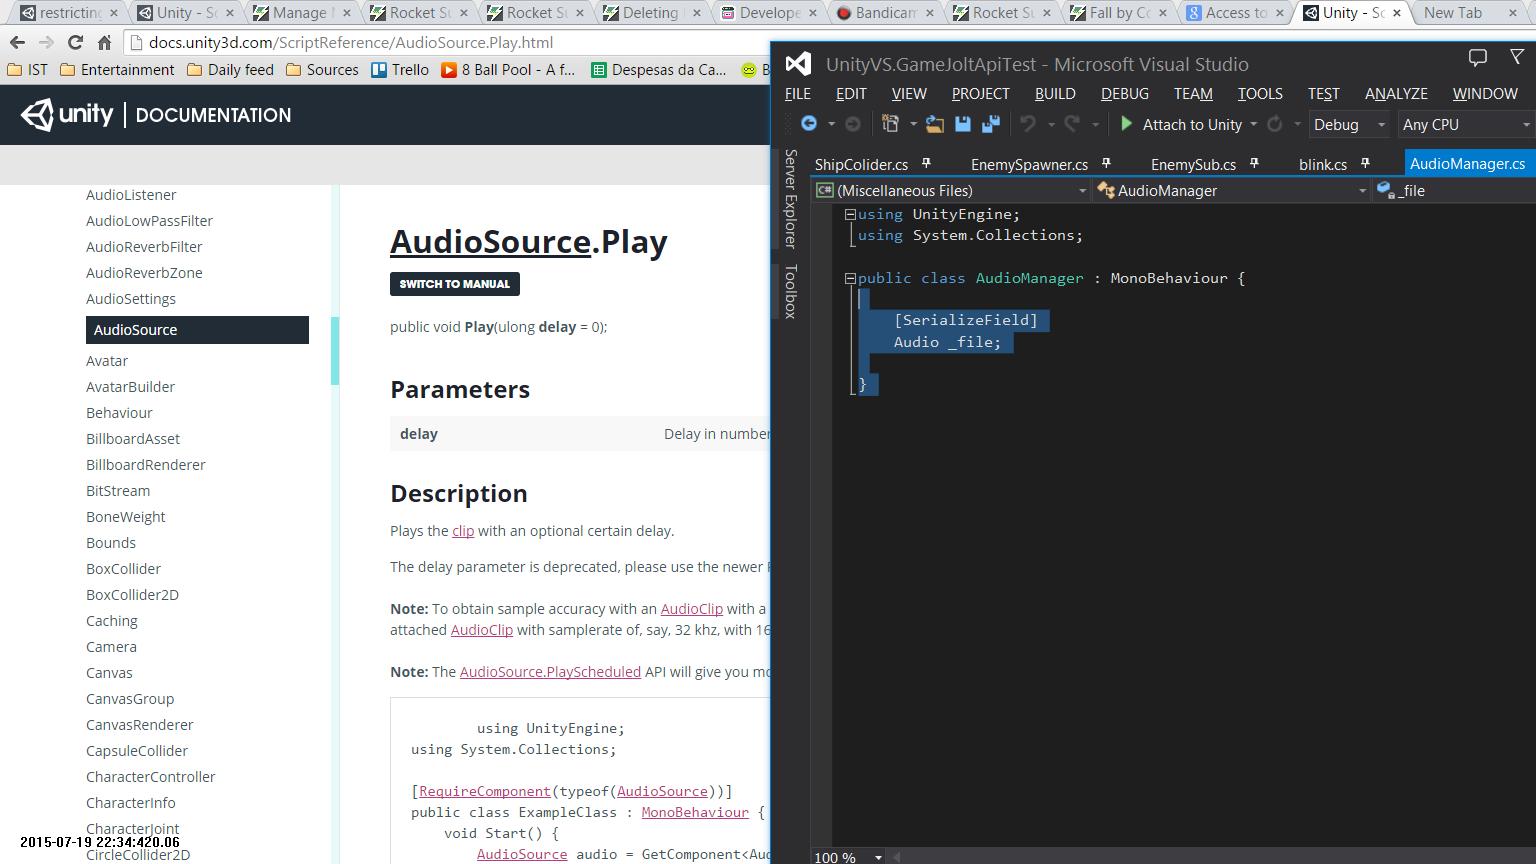 restricting
Unity - Sc
Manage
Rocket Su
Rocket Su
Deleting
Develope
Bandicam
Rocket Su
Fall by Co
Access to
Unity - Sc
New Tab
docs.unity3d.com/ScriptReference/AudioSource.Play.html
IST
Entertainment
Daily feed
Sources
Trello
8 Ball Pool - A f...
Despesas da Ca...
B
unity | DOCUMENTATION
AudioListener
AudioLowPassFilter
AudioReverbFilter
AudioReverbZone
AudioSettings
AudioSource
Avatar
AvatarBuilder
Behaviour
BillboardAsset
BillboardRenderer
BitStream
BoneWeight
Bounds
BoxCollider
BoxCollider2D
Caching
Camera
Canvas
CanvasGroup
CanvasRenderer
CapsuleCollider
CharacterController
CharacterInfo
CharacterJoint
CircleCollider2D
2015-07-19 22:34:420.06
AudioSource.Play
SWITCH TO MANUAL
public void Play(ulong delay = 0);
Parameters
delay Delay in number
Description
Plays the clip with an optional certain delay.
The delay parameter is deprecated, please use the newer
Note: To obtain sample accuracy with an AudioClip with a
attached AudioClip with samplerate of, say, 32 khz, with 16
Note: The AudioSource.PlayScheduled API will give you mo
using UnityEngine;
using System.Collections;
[RequireComponent(typeof(AudioSource))]
public class ExampleClass : MonoBehaviour {
void Start() {
AudioSource audio = GetComponent<Aud
UnityVS.GameJoltApiTest - Microsoft Visual Studio
FILE EDIT VIEW PROJECT BUILD DEBUG TEAM TOOLS TEST ANALYZE WINDOW
Attach to Unity Debug Any CPU
Server Explorer
Toolbox
ShipColider.cs EnemySpawner.cs EnemySub.cs blink.cs AudioManager.cs
C# (Miscellaneous Files) AudioManager _file
using UnityEngine;
using System.Collections;
public class AudioManager : MonoBehaviour {
[SerializeField]
Audio _file;
}
100 %